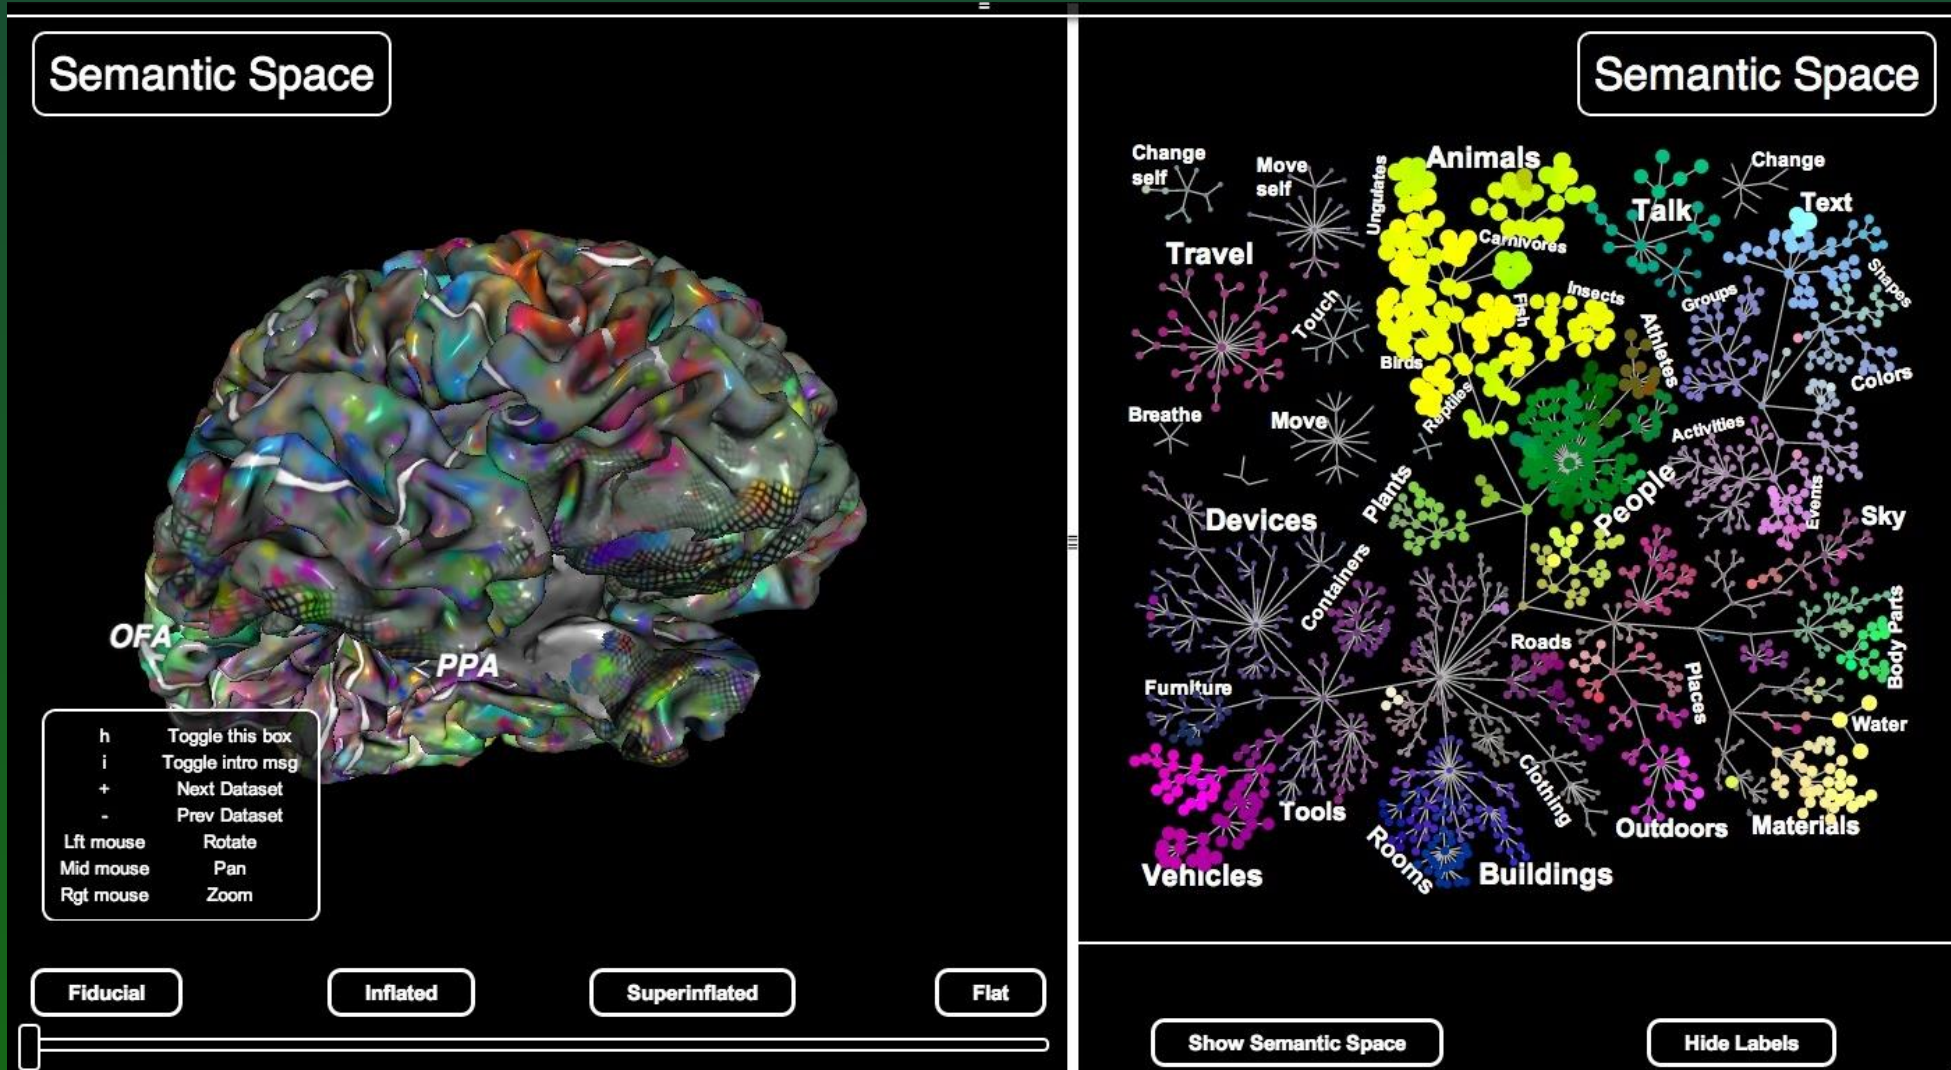 Semantic Space
OFA
PPA
h Toggle this box
i Toggle intro msg
+ Next Dataset
- Prev Dataset
Lft mouse Rotate
Mid mouse Pan
Rgt mouse Zoom
Fiducial
Inflated
Superinflated
Flat
Semantic Space
Change
self
Move
self
Ungulates
Animals
Talk
Change
Text
Travel
Carnivores
Shapes
Touch
Fish
Insects
Groups
Athletes
Birds
Reptiles
Colors
Breathe
Move
Activities
Plants
People
Events
Sky
Devices
Containers
Roads
Body Parts
Furniture
Places
Water
Tools
Clothing
Outdoors
Materials
Vehicles
Rooms
Buildings
Show Semantic Space
Hide Labels